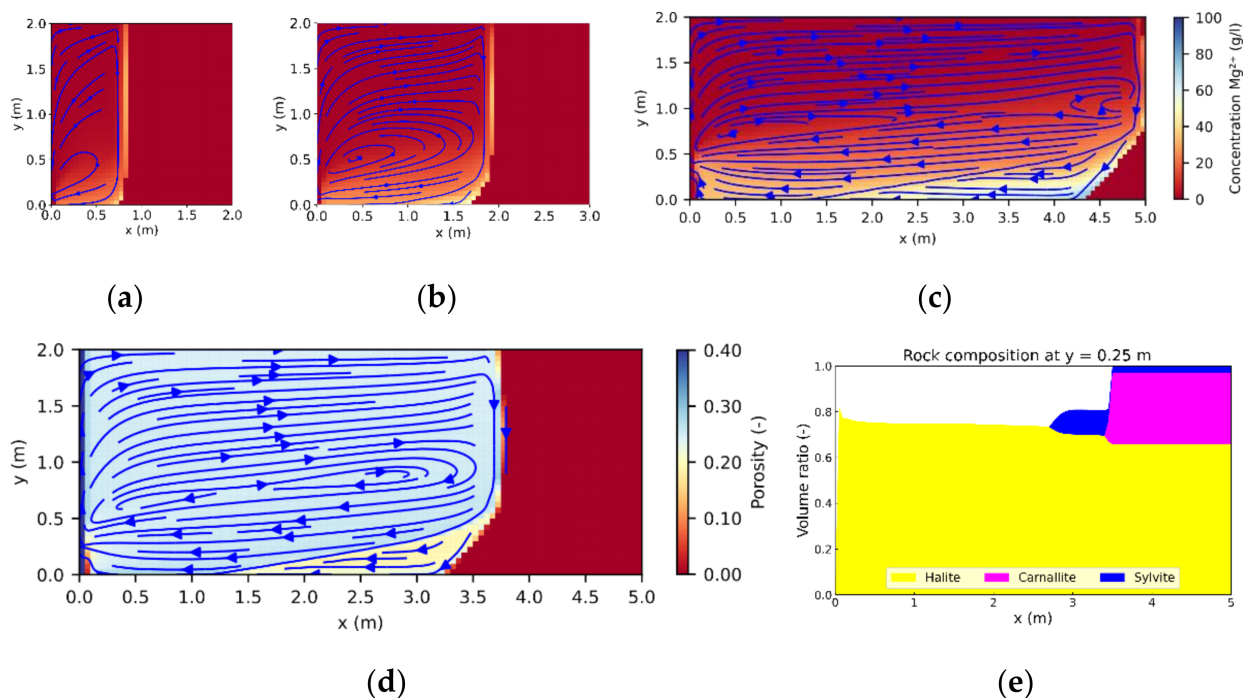 2.0
1.5
1.0
0.5
0.0
y (m)
0.0 0.5 1.0 1.5 2.0
x (m)
(a)
2.0
1.5
1.0
0.5
0.0
y (m)
0.0 0.5 1.0 1.5 2.0 2.5 3.0
x (m)
(b)
2.0
1.5
1.0
0.5
0.0
y (m)
0.0 0.5 1.0 1.5 2.0 2.5 3.0 3.5 4.0 4.5 5.0
x (m)
100
80
60
40
20
0
Concentration Mg²⁺ (g/l)
(c)
2.0
1.5
1.0
0.5
0.0
y (m)
0.0 0.5 1.0 1.5 2.0 2.5 3.0 3.5 4.0 4.5 5.0
x (m)
0.40
0.30
0.20
0.10
0.00
Porosity (-)
(d)
Rock composition at y = 0.25 m
1.0
0.8
0.6
0.4
0.2
0.0
Volume ratio (-)
Halite Carnallite Sylvite
0 1 2 3 4 5
x (m)
(e)